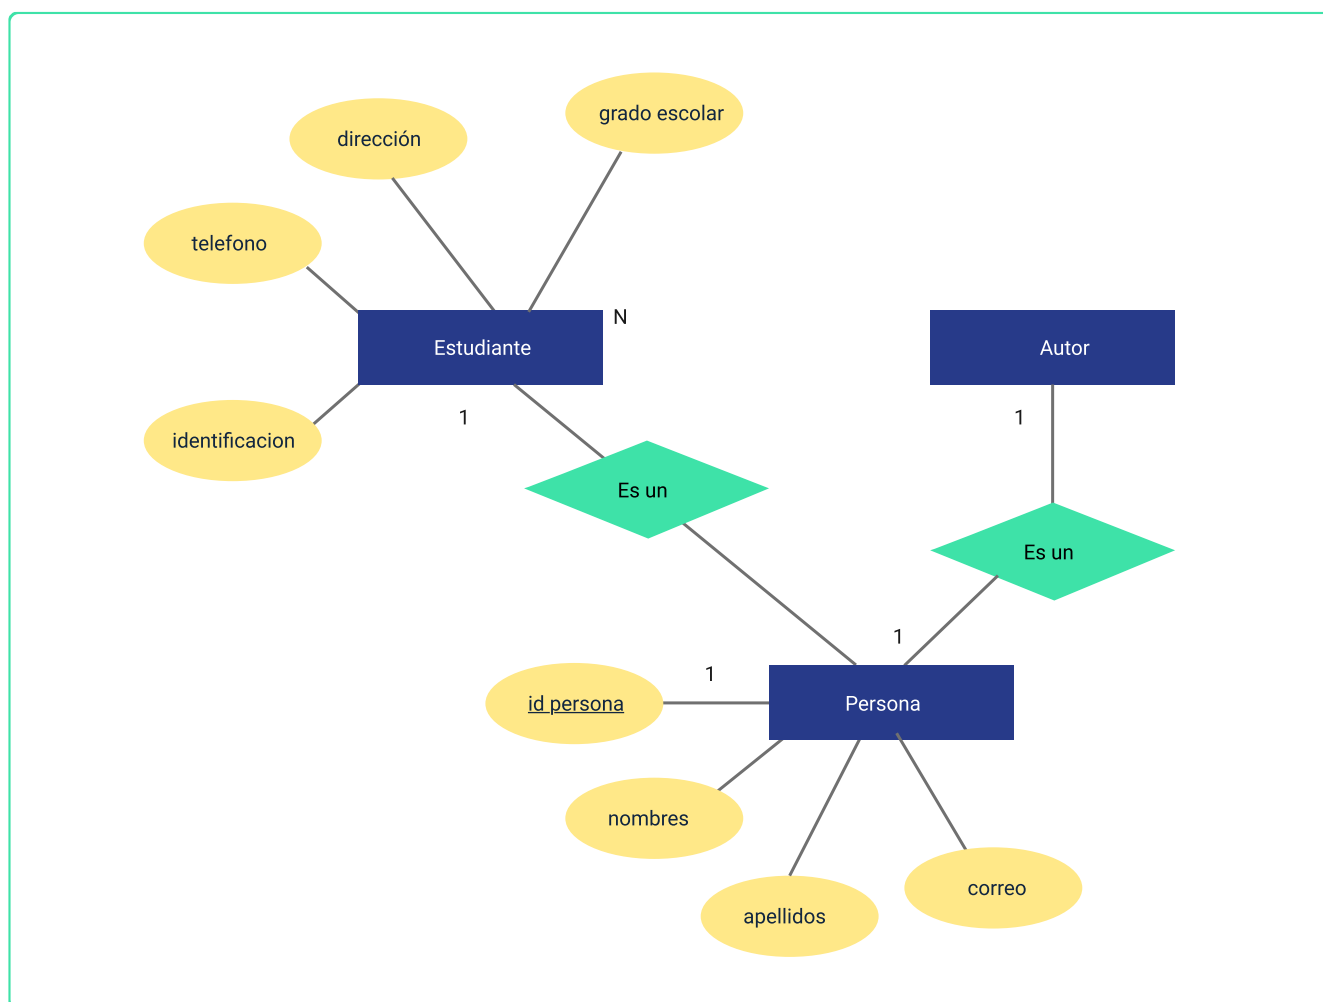 grado escolar
dirección
telefono
N
Estudiante
Autor
1
1
identificacion
Es un
Es un
1
1
id persona
Persona
nombres
correo
apellidos